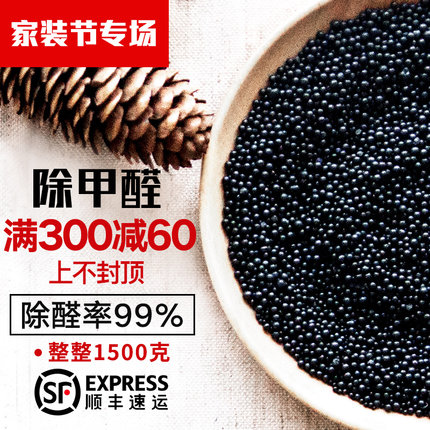 家装节专场
除甲醛
满300减60
上不封顶
除醛率99%
• 整整1500克
SF EXPRESS
顺丰速运